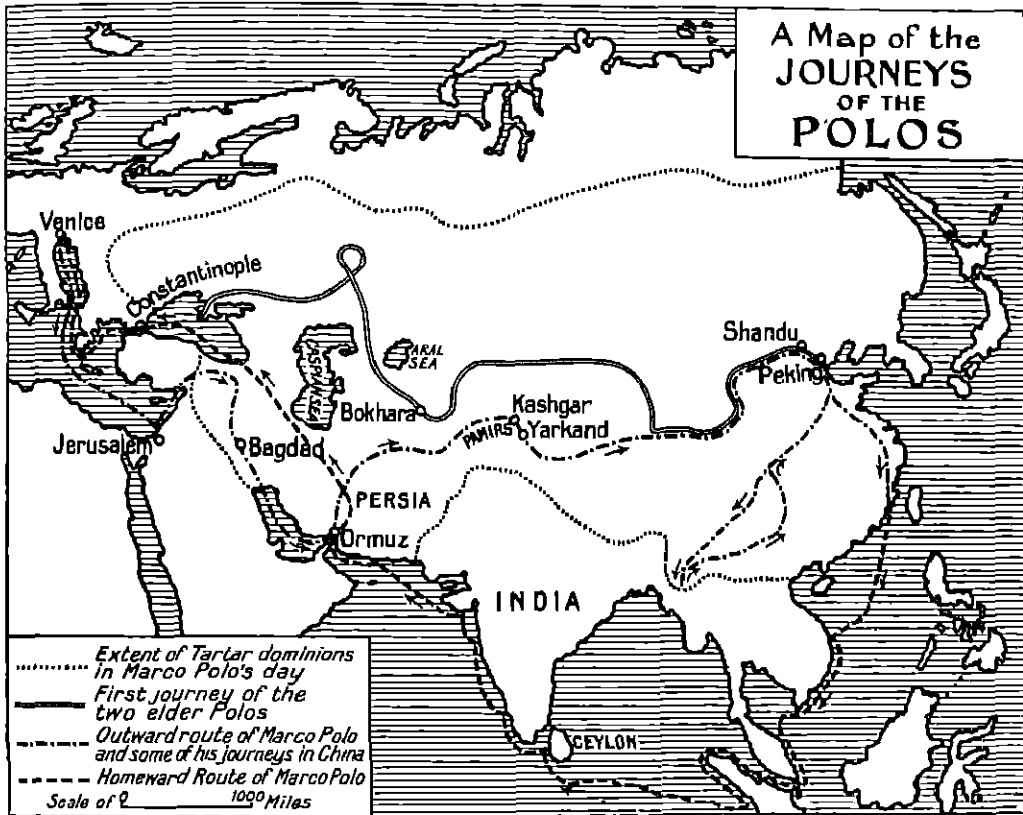 A Map of the
JOURNEYS
OF THE
POLOS
Venice
Constantinople
Shandu
Peking
ARAL
SEA
CASPIAN SEA
Bokhara
Kashgar
PAMIRS
Yarkand
Jerusalem
Bagdad
PERSIA
Ormuz
INDIA
CEYLON
Extent of Tartar dominions
in Marco Polo's day
First journey of the
two elder Polos
Outward route of Marco Polo
and some of his journeys in China
Homeward Route of Marco Polo
Scale of 0 1000 Miles